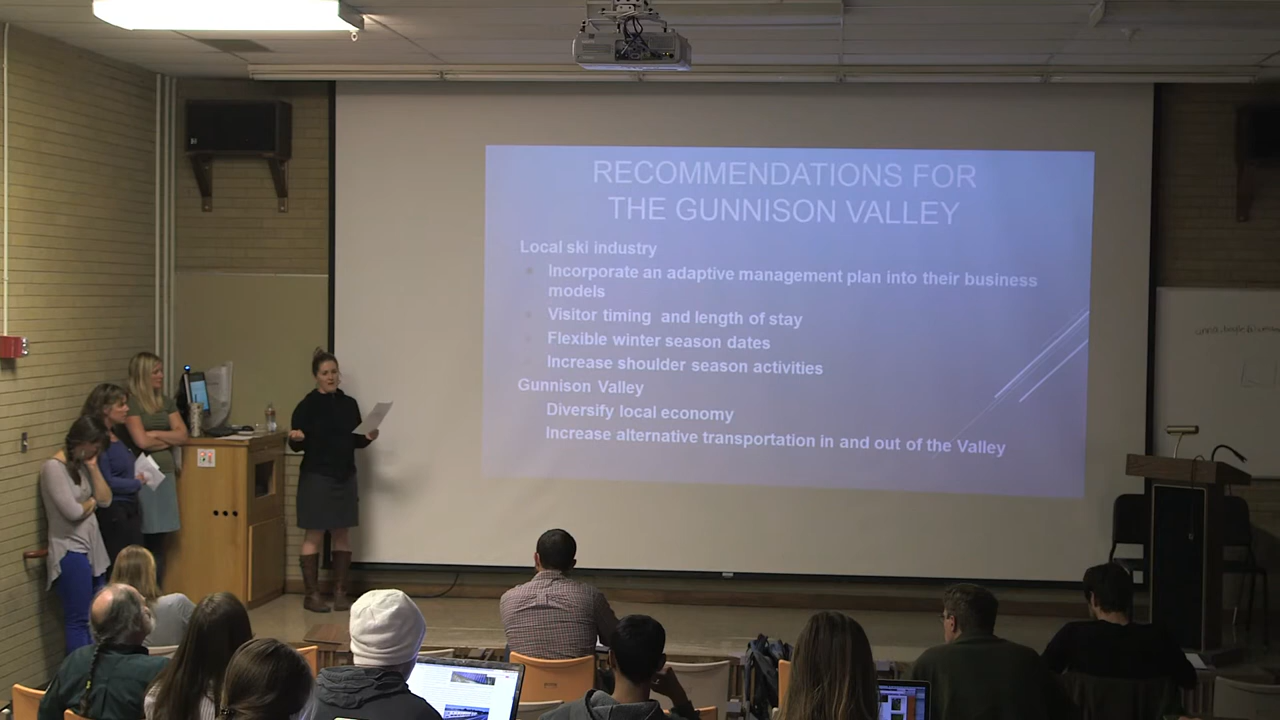 RECOMMENDATIONS FOR
THE GUNNISON VALLEY
Local ski industry
Incorporate an adaptive management plan into their business
models
Visitor timing and length of stay
Flexible winter season dates
Increase shoulder season activities
Gunnison Valley
Diversify local economy
Increase alternative transportation in and out of the Valley